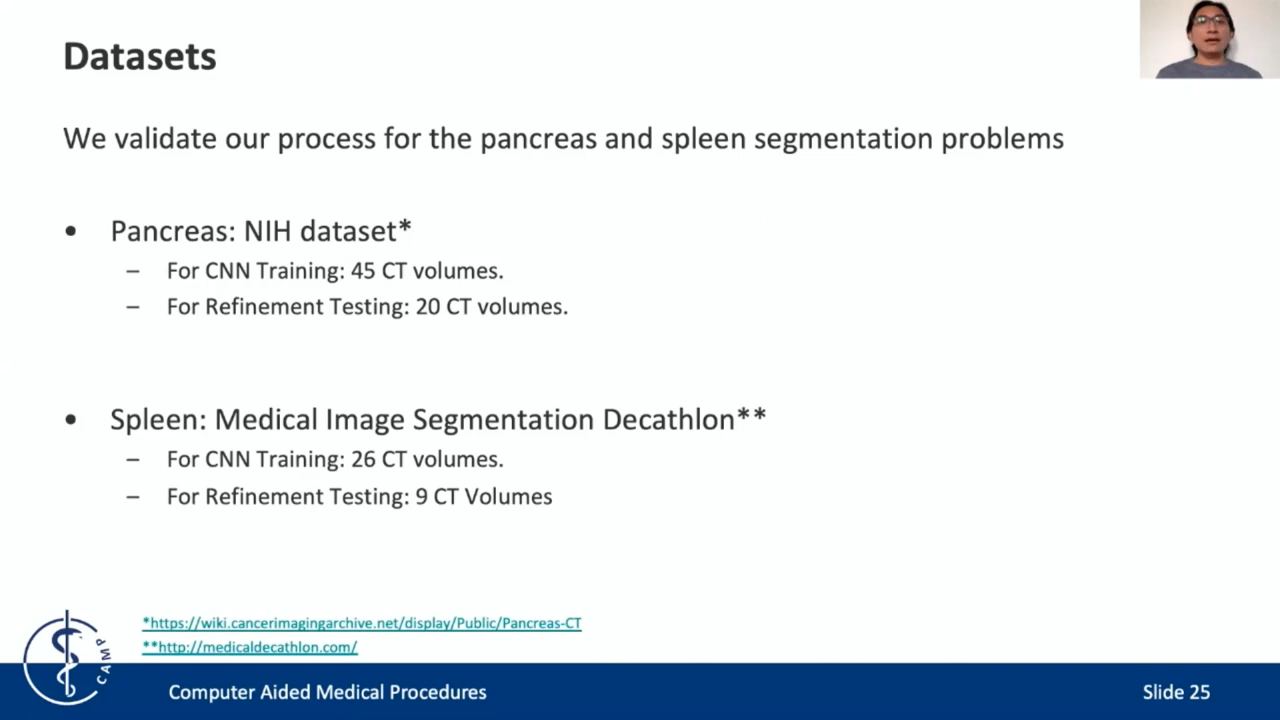 Datasets
We validate our process for the pancreas and spleen segmentation problems
• Pancreas: NIH dataset*
– For CNN Training: 45 CT volumes.
– For Refinement Testing: 20 CT volumes.
• Spleen: Medical Image Segmentation Decathlon**
– For CNN Training: 26 CT volumes.
– For Refinement Testing: 9 CT Volumes
*https://wiki.cancerimagingarchive.net/display/Public/Pancreas-CT
**http://medicaldecathlon.com/
CAMP
Computer Aided Medical Procedures
Slide 25